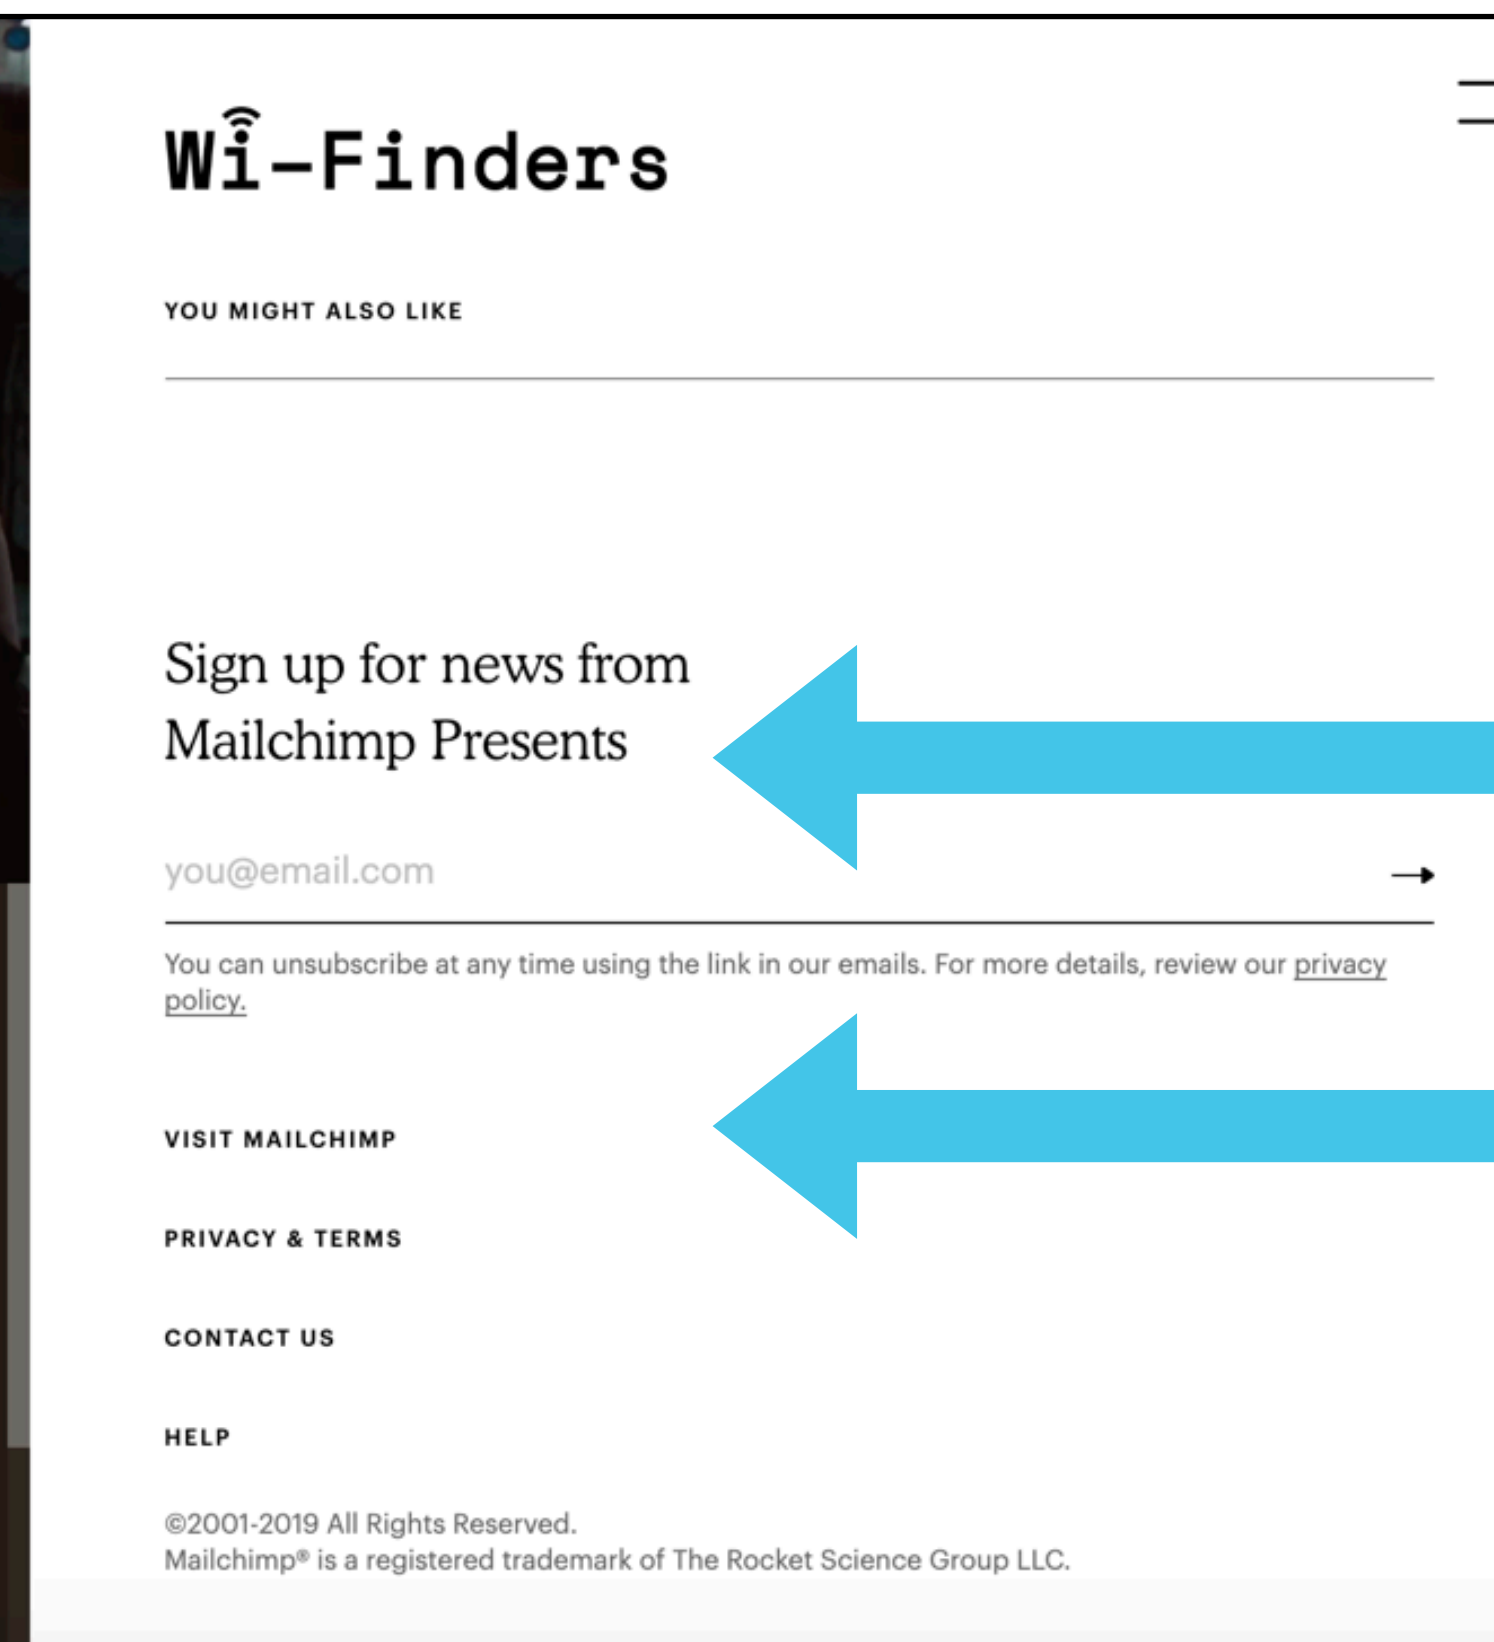 Wi-Finders
YOU MIGHT ALSO LIKE
Sign up for news from
Mailchimp Presents
you@email.com
You can unsubscribe at any time using the link in our emails. For more details, review our privacy
policy.
VISIT MAILCHIMP
PRIVACY & TERMS
CONTACT US
HELP
©2001-2019 All Rights Reserved.
Mailchimp® is a registered trademark of The Rocket Science Group LLC.